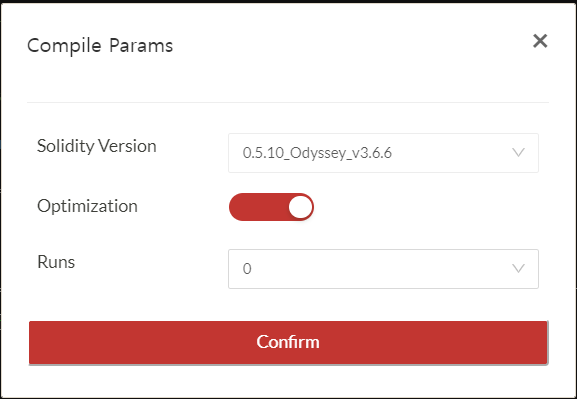 Compile Params
Solidity Version
0.5.10_Odyssey_v3.6.6
Optimization
Runs
0
Confirm